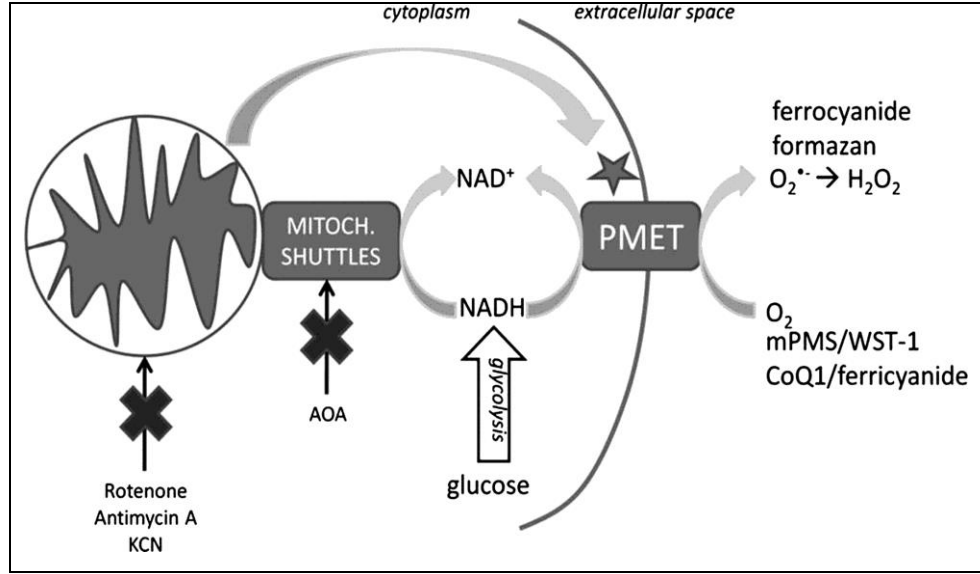 cytoplasm
extracellular space
ferrocyanide
formazan
O₂•- → H₂O₂
NAD⁺
MITOCH.
SHUTTLES
PMET
NADH
O₂
mPMS/WST-1
CoQ1/ferricyanide
glycolysis
AOA
glucose
Rotenone
Antimycin A
KCN